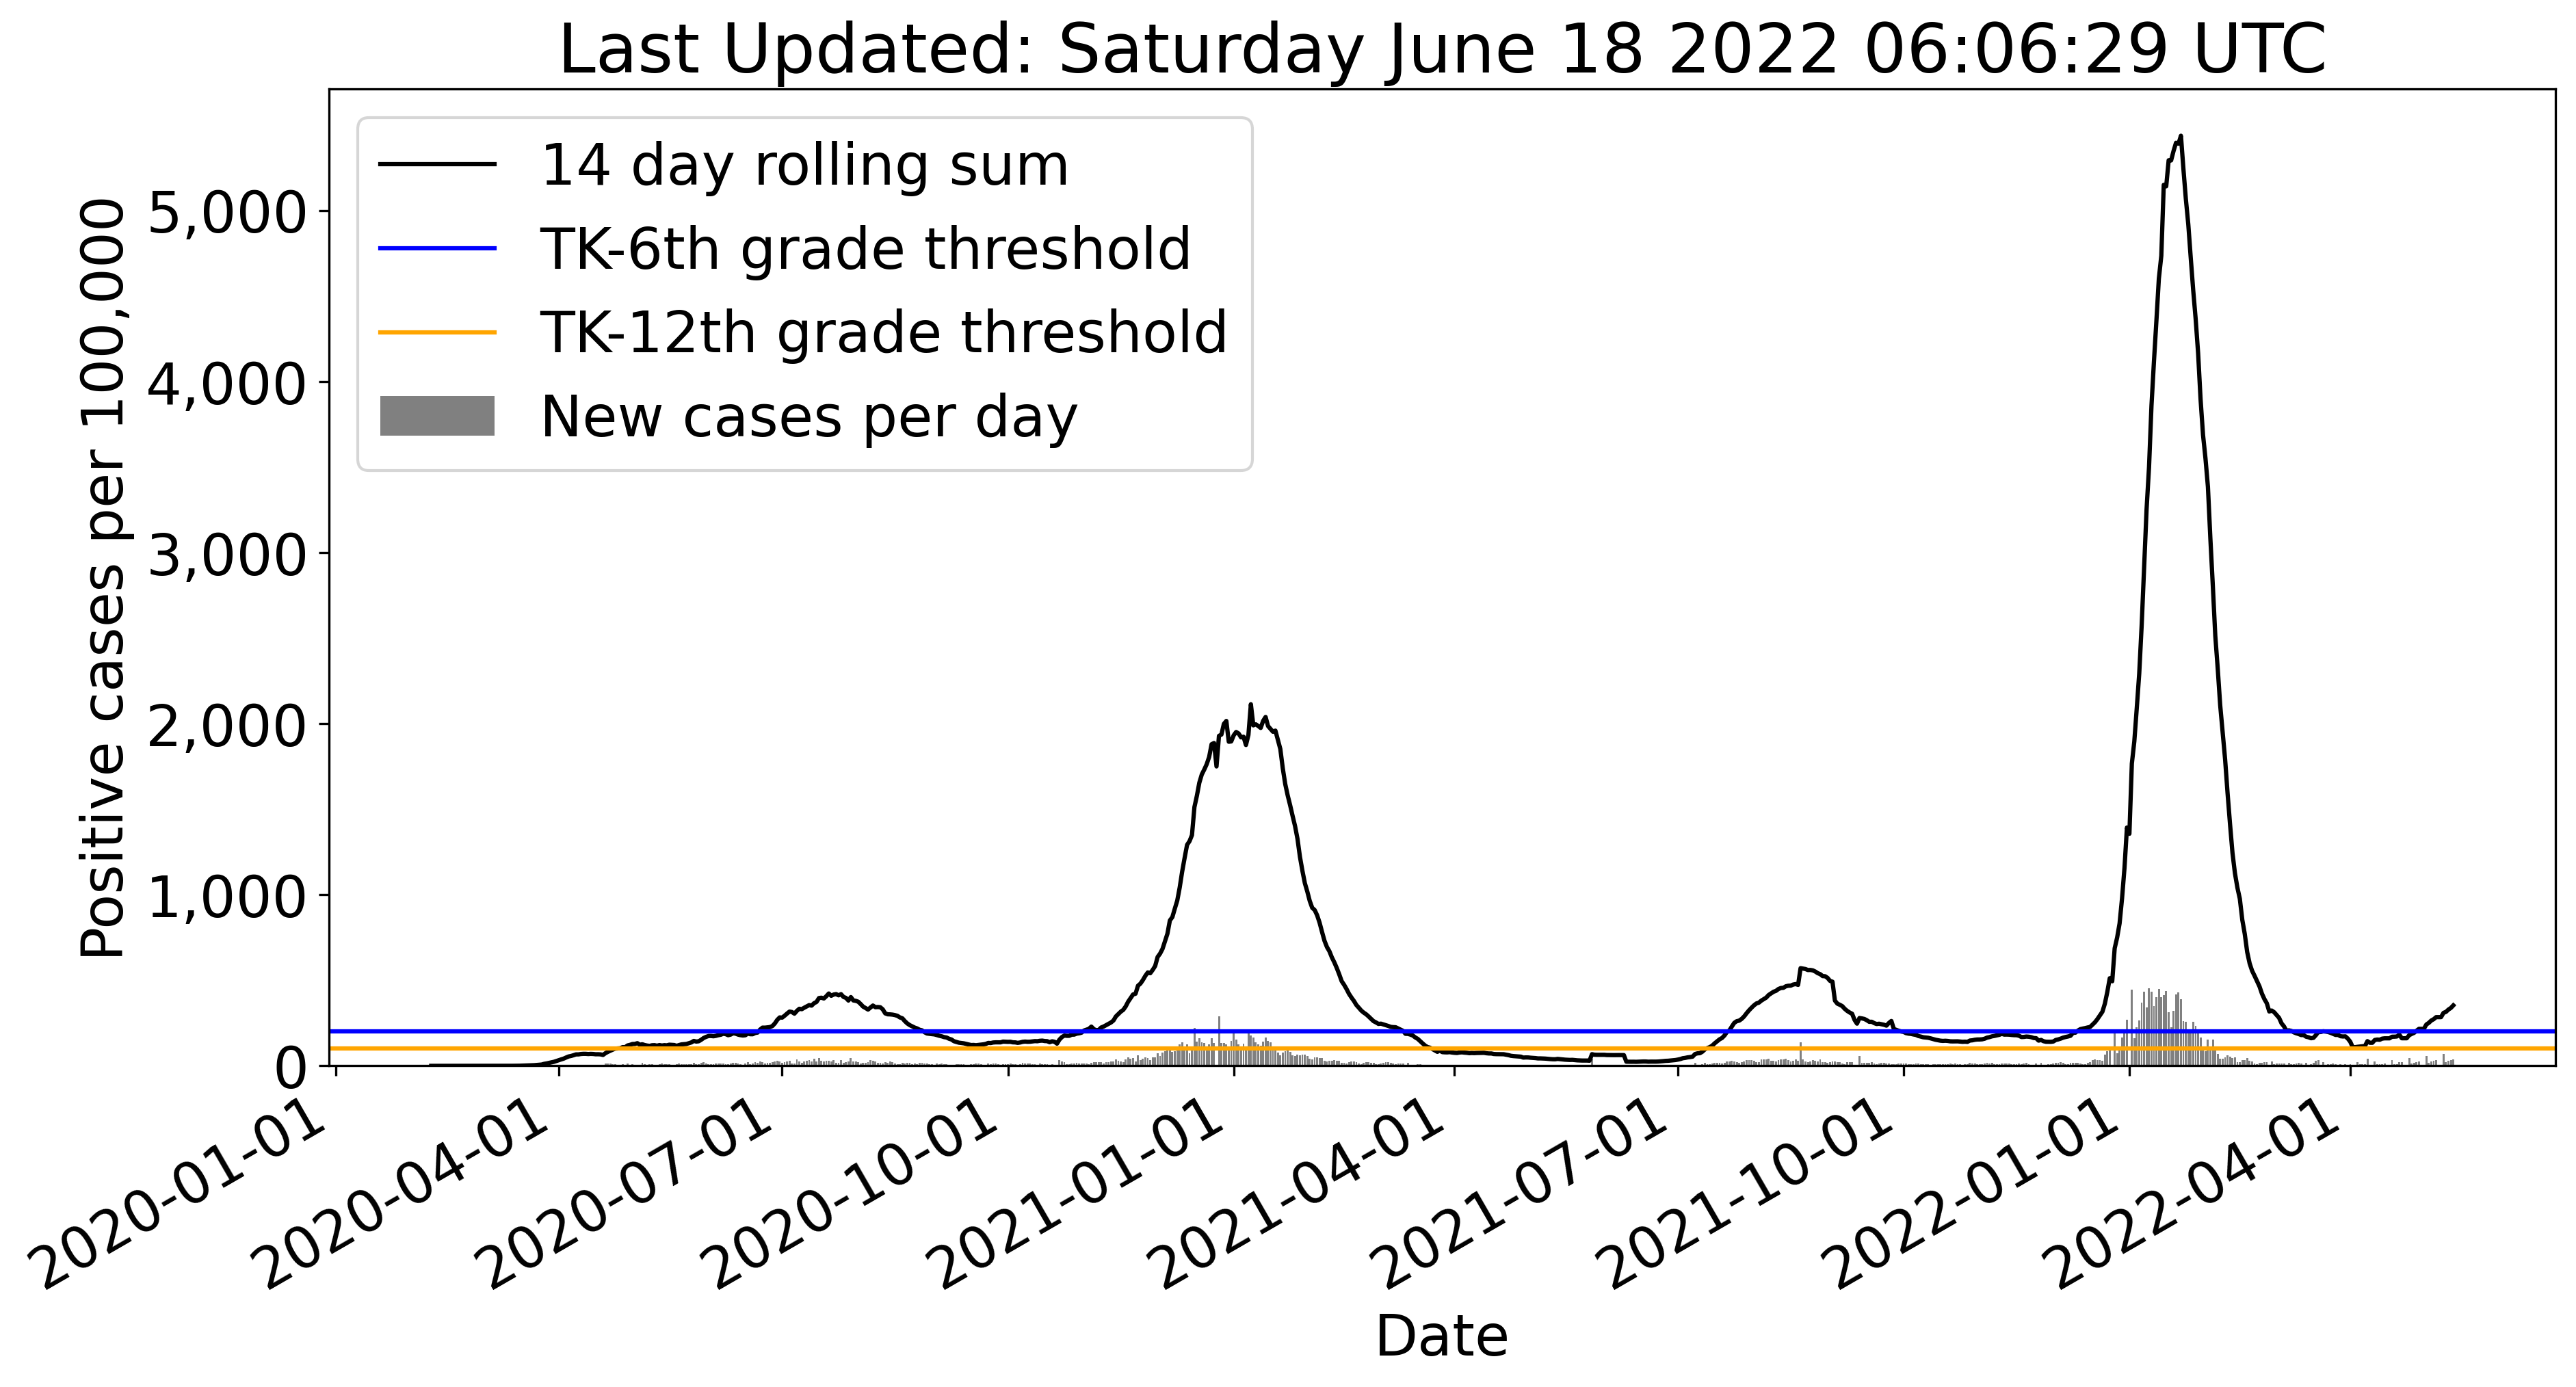 Last Updated: Saturday June 18 2022 06:06:29 UTC
14 day rolling sum
TK-6th grade threshold
TK-12th grade threshold
New cases per day
Positive cases per 100,000
5,000
4,000
3,000
2,000
1,000
0
2020-01-01
2020-04-01
2020-07-01
2020-10-01
2021-01-01
2021-04-01
2021-07-01
2021-10-01
2022-01-01
2022-04-01
Date